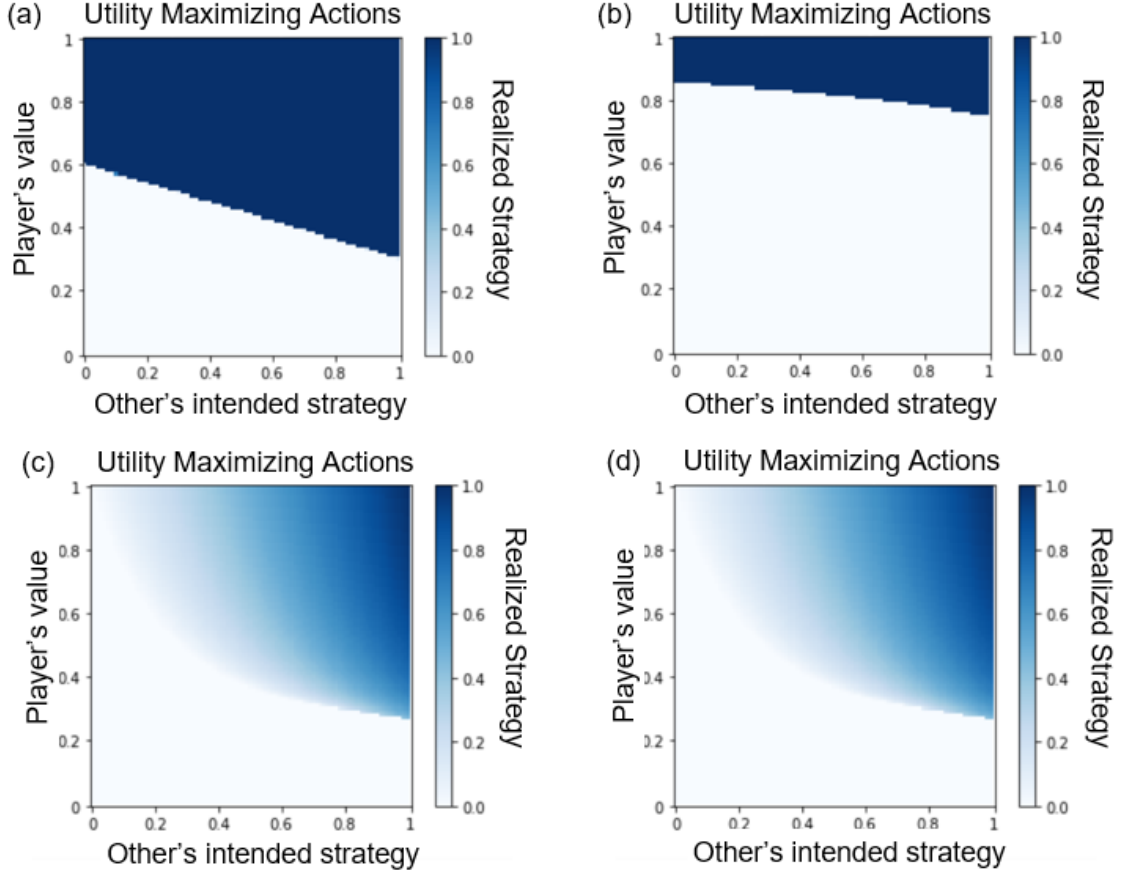 (a) Utility Maximizing Actions
1
0.8
0.6
0.4
0.2
0
0 0.2 0.4 0.6 0.8 1
Player's value
Other's intended strategy
1.0
0.8
0.6
0.4
0.2
0.0
Realized Strategy
(b) Utility Maximizing Actions
1
0.8
0.6
0.4
0.2
0
0 0.2 0.4 0.6 0.8 1
Player's value
Other's intended strategy
1.0
0.8
0.6
0.4
0.2
0.0
Realized Strategy
(c) Utility Maximizing Actions
1
0.8
0.6
0.4
0.2
0
0 0.2 0.4 0.6 0.8 1
Player's value
Other's intended strategy
1.0
0.8
0.6
0.4
0.2
0.0
Realized Strategy
(d) Utility Maximizing Actions
1
0.8
0.6
0.4
0.2
0
0 0.2 0.4 0.6 0.8 1
Player's value
Other's intended strategy
1.0
0.8
0.6
0.4
0.2
0.0
Realized Strategy